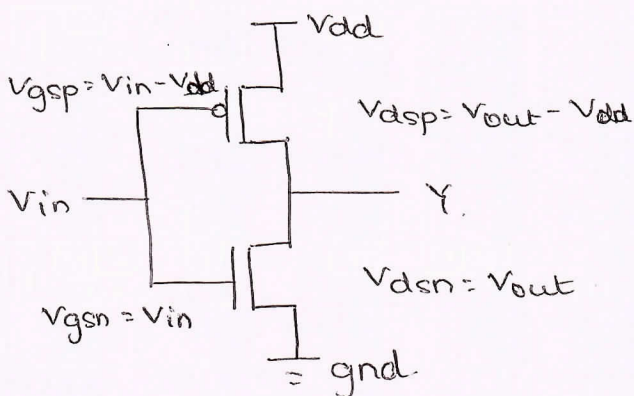 Vdd
Vgsp = Vin - Vdd
Vdsp = Vout - Vdd
Vin
Y.
Vdsn = Vout
Vgsn = Vin
gnd.